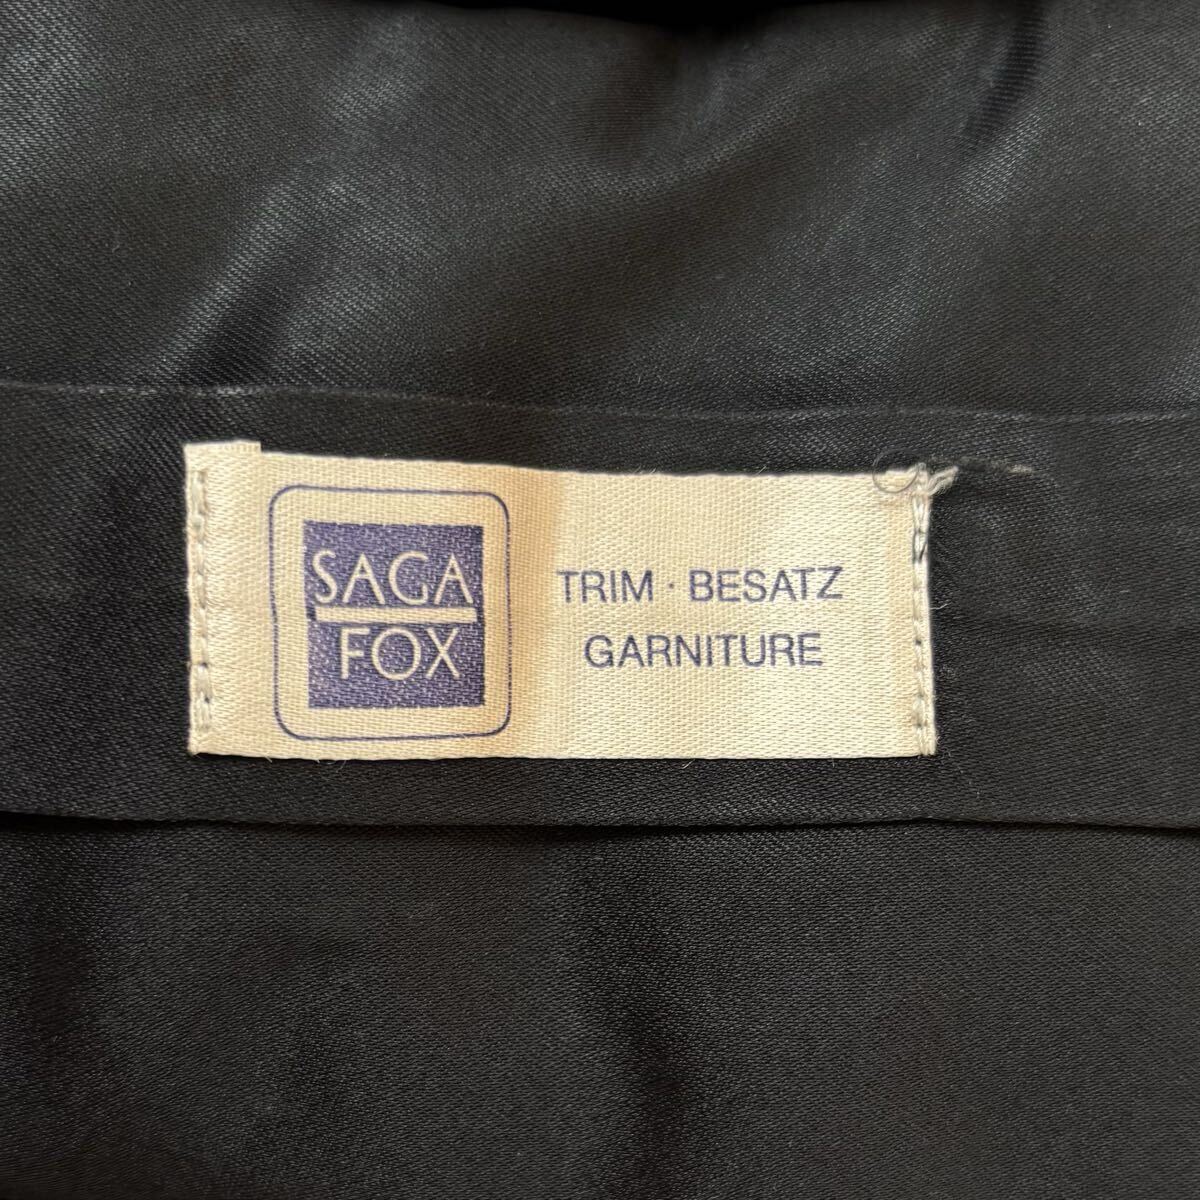 SAGA
FOX
TRIM · BESATZ
GARNITURE